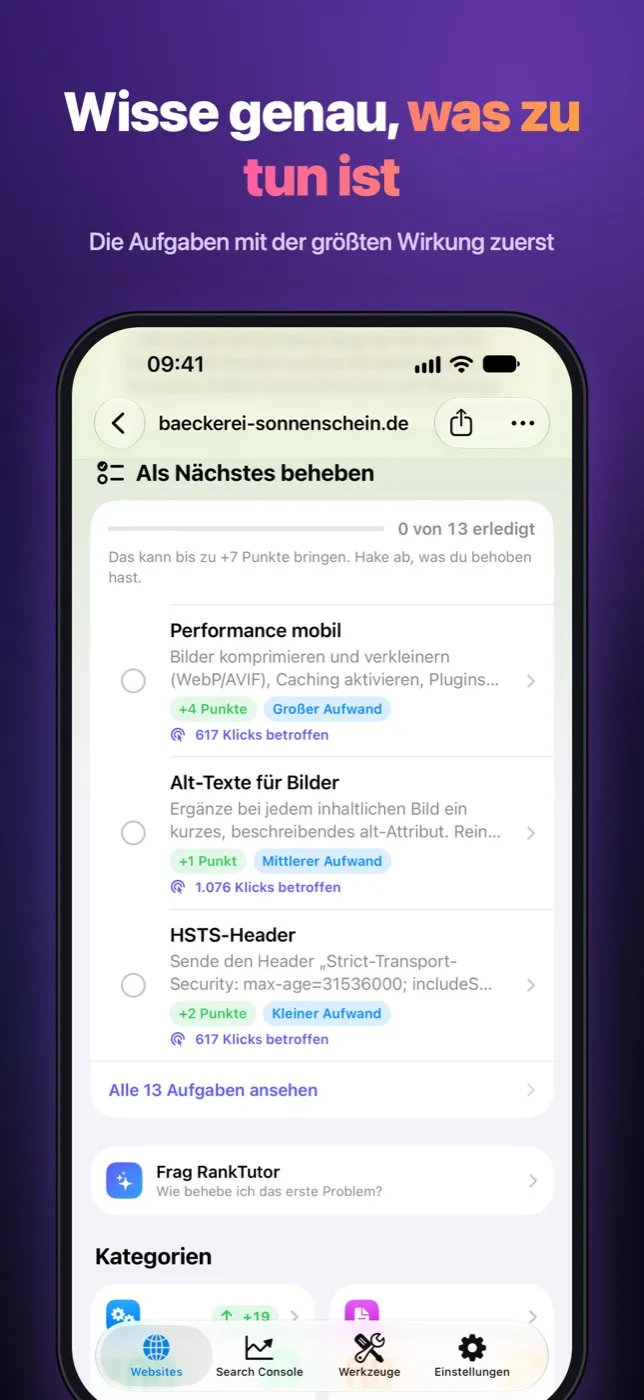 Wisse genau, was zu
tun ist
Die Aufgaben mit der größten Wirkung zuerst
09:41
baeckerei-sonnenschein.de
Als Nächstes beheben
0 von 13 erledigt
Das kann bis zu +7 Punkte bringen. Hake ab, was du behoben
hast.
Performance mobil
Bilder komprimieren und verkleinern
(WebP/AVIF), Caching aktivieren, Plugins...
+4 Punkte Großer Aufwand
617 Klicks betroffen
Alt-Texte für Bilder
Ergänze bei jedem inhaltlichen Bild ein
kurzes, beschreibendes alt-Attribut. Rein...
+1 Punkt Mittlerer Aufwand
1.076 Klicks betroffen
HSTS-Header
Sende den Header „Strict-Transport-
Security: max-age=31536000; includeS...
+2 Punkte Kleiner Aufwand
617 Klicks betroffen
Alle 13 Aufgaben ansehen
Frag RankTutor
Wie behebe ich das erste Problem?
Kategorien
+19
Websites Search Console Werkzeuge Einstellungen